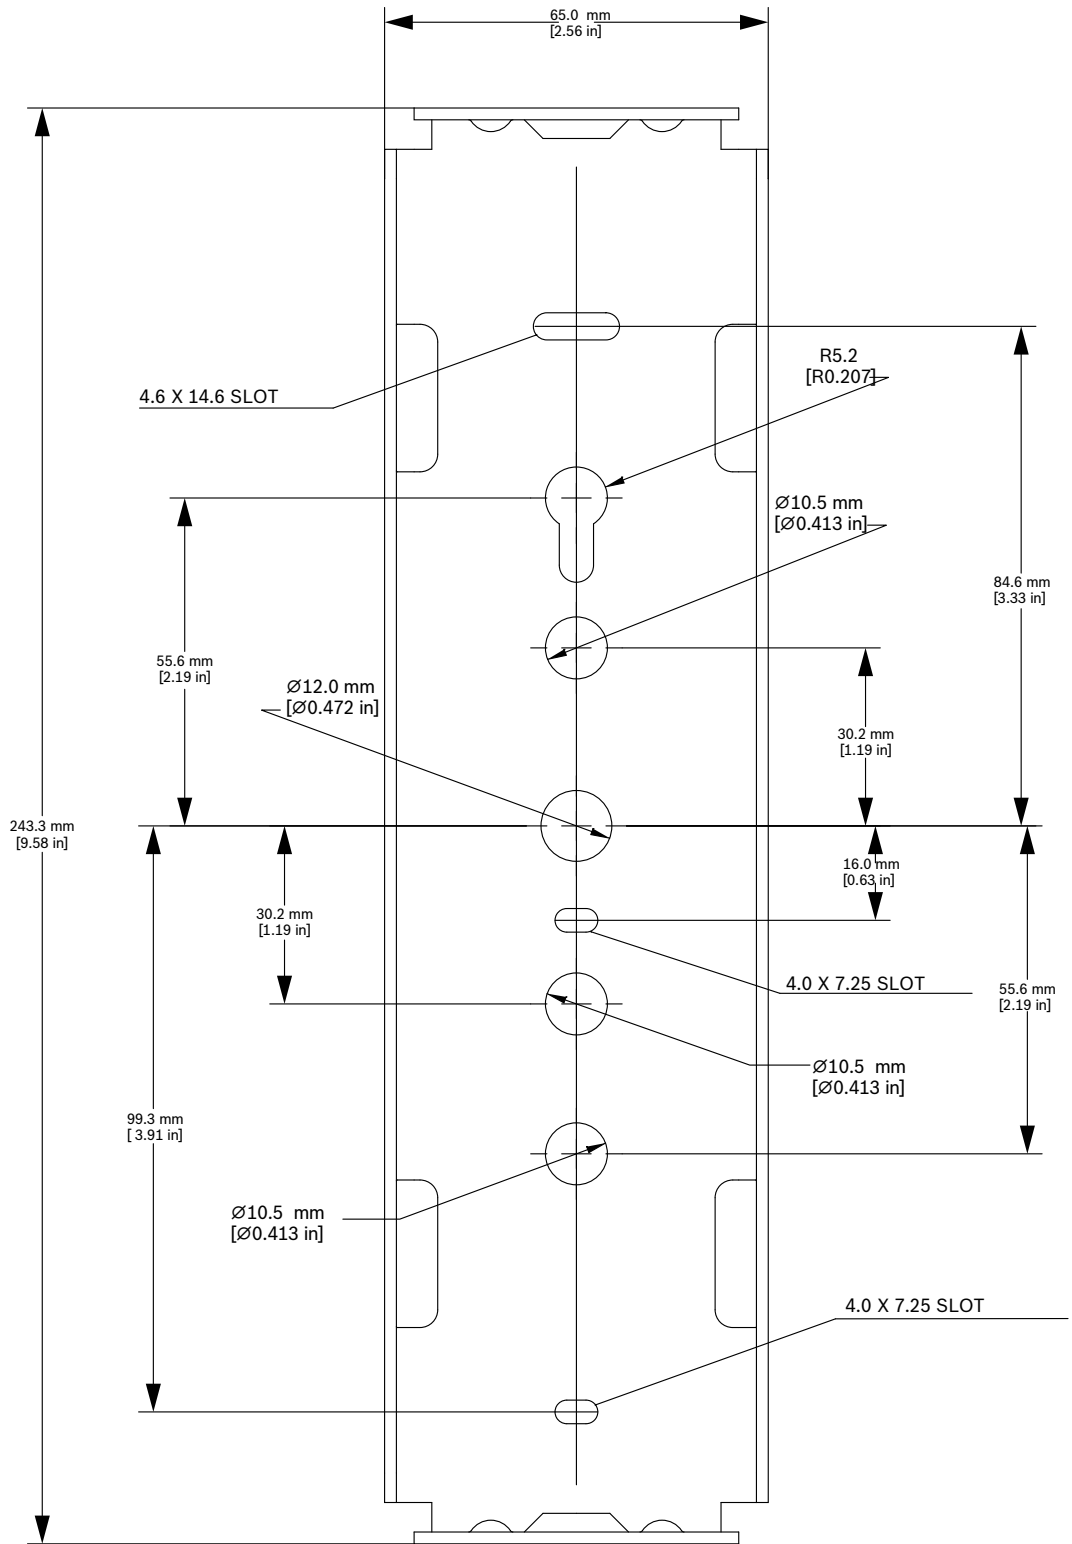 65.0 mm
[2.56 in]
R5.2
[R0.207]
4.6 X 14.6 SLOT
Ø10.5 mm
[Ø0.413 in]
84.6 mm
[3.33 in]
55.6 mm
[2.19 in]
Ø12.0 mm
[Ø0.472 in]
30.2 mm
[1.19 in]
243.3 mm
[9.58 in]
16.0 mm
[0.63 in]
30.2 mm
[1.19 in]
4.0 X 7.25 SLOT
55.6 mm
[2.19 in]
Ø10.5 mm
[Ø0.413 in]
99.3 mm
[ 3.91 in]
Ø10.5 mm
[Ø0.413 in]
4.0 X 7.25 SLOT